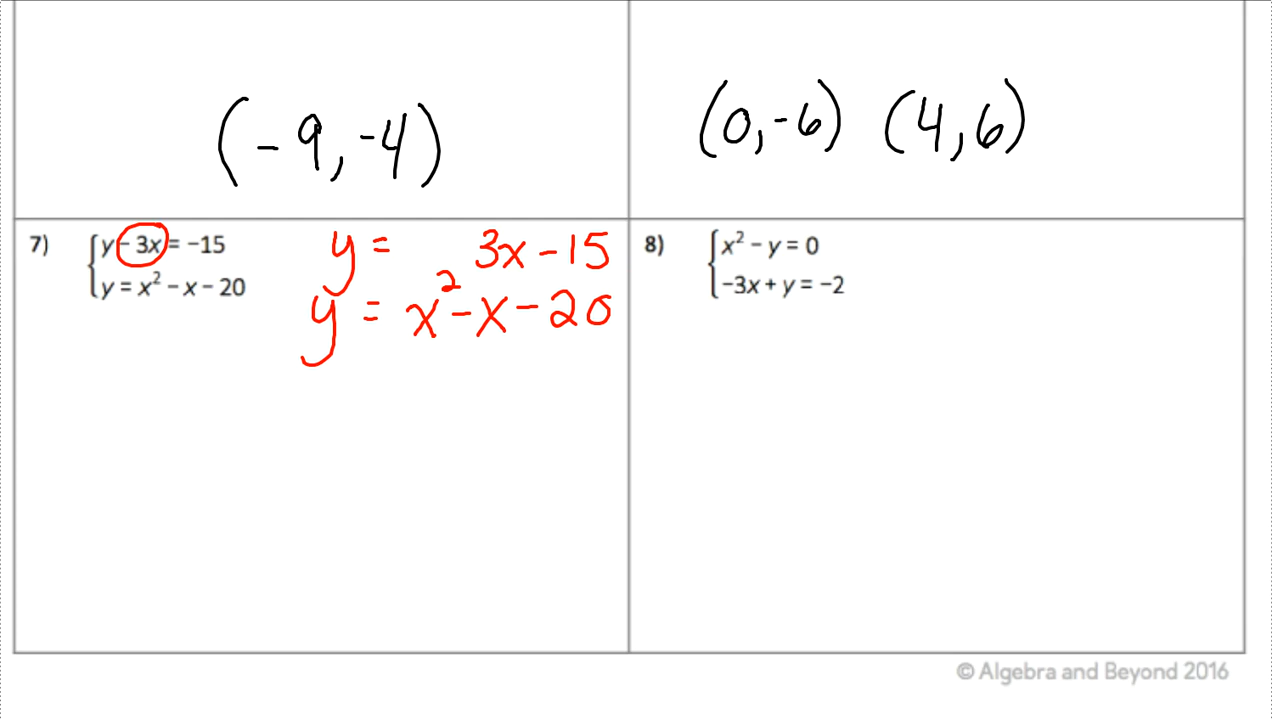 (-9, -4)
(0, -6) (4, 6)
7)
y - 3x = -15
y = x² - x - 20
y = 3x - 15
y = x² - x - 20
8)
x² - y = 0
-3x + y = -2
© Algebra and Beyond 2016